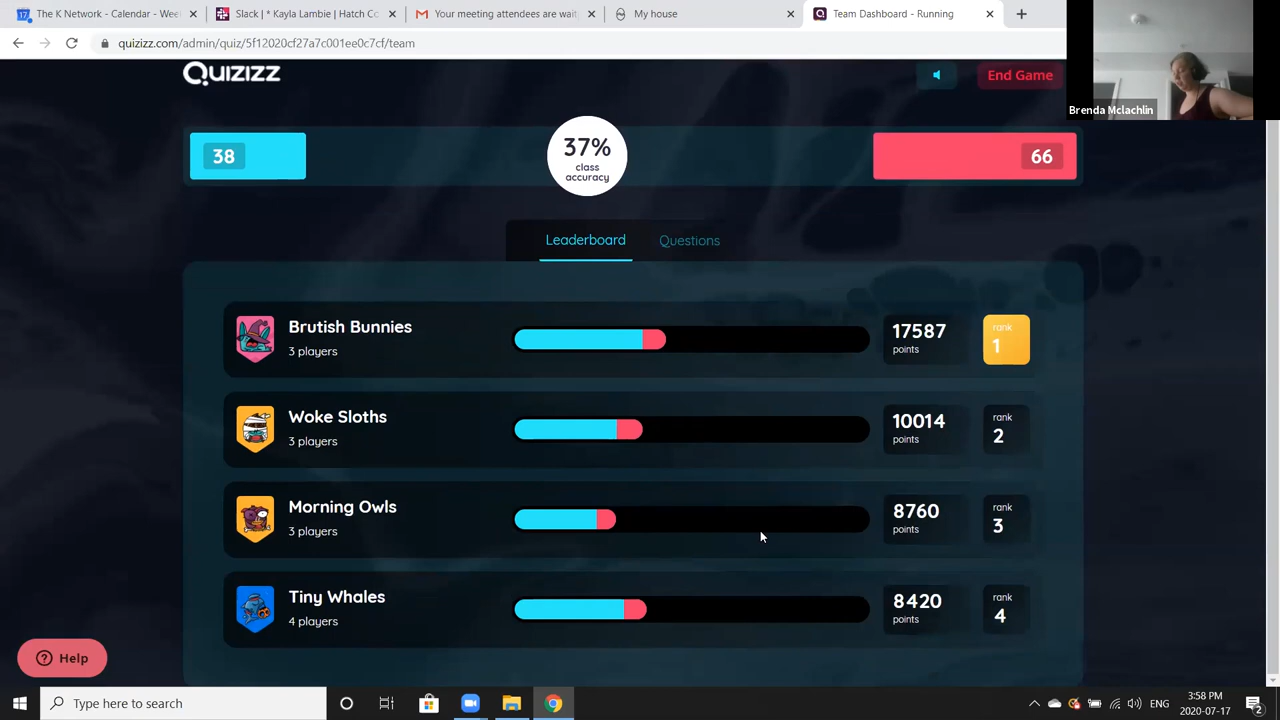 17 The K Network - Calendar - Wee
Slack | * Kayla Lambie | Hatch Co
Your meeting attendees are wait
My house
Team Dashboard - Running
quizizz.com/admin/quiz/5f12020cf27a7c001ee0c7cf/team
Brenda Mclachlin
QUIZIZZ
End Game
38
37%
class
accuracy
66
Leaderboard
Questions
Brutish Bunnies
3 players
17587
points
rank
1
Woke Sloths
3 players
10014
points
rank
2
Morning Owls
3 players
8760
points
rank
3
Tiny Whales
4 players
8420
points
rank
4
? Help
Type here to search
ENG
3:58 PM
2020-07-17
2